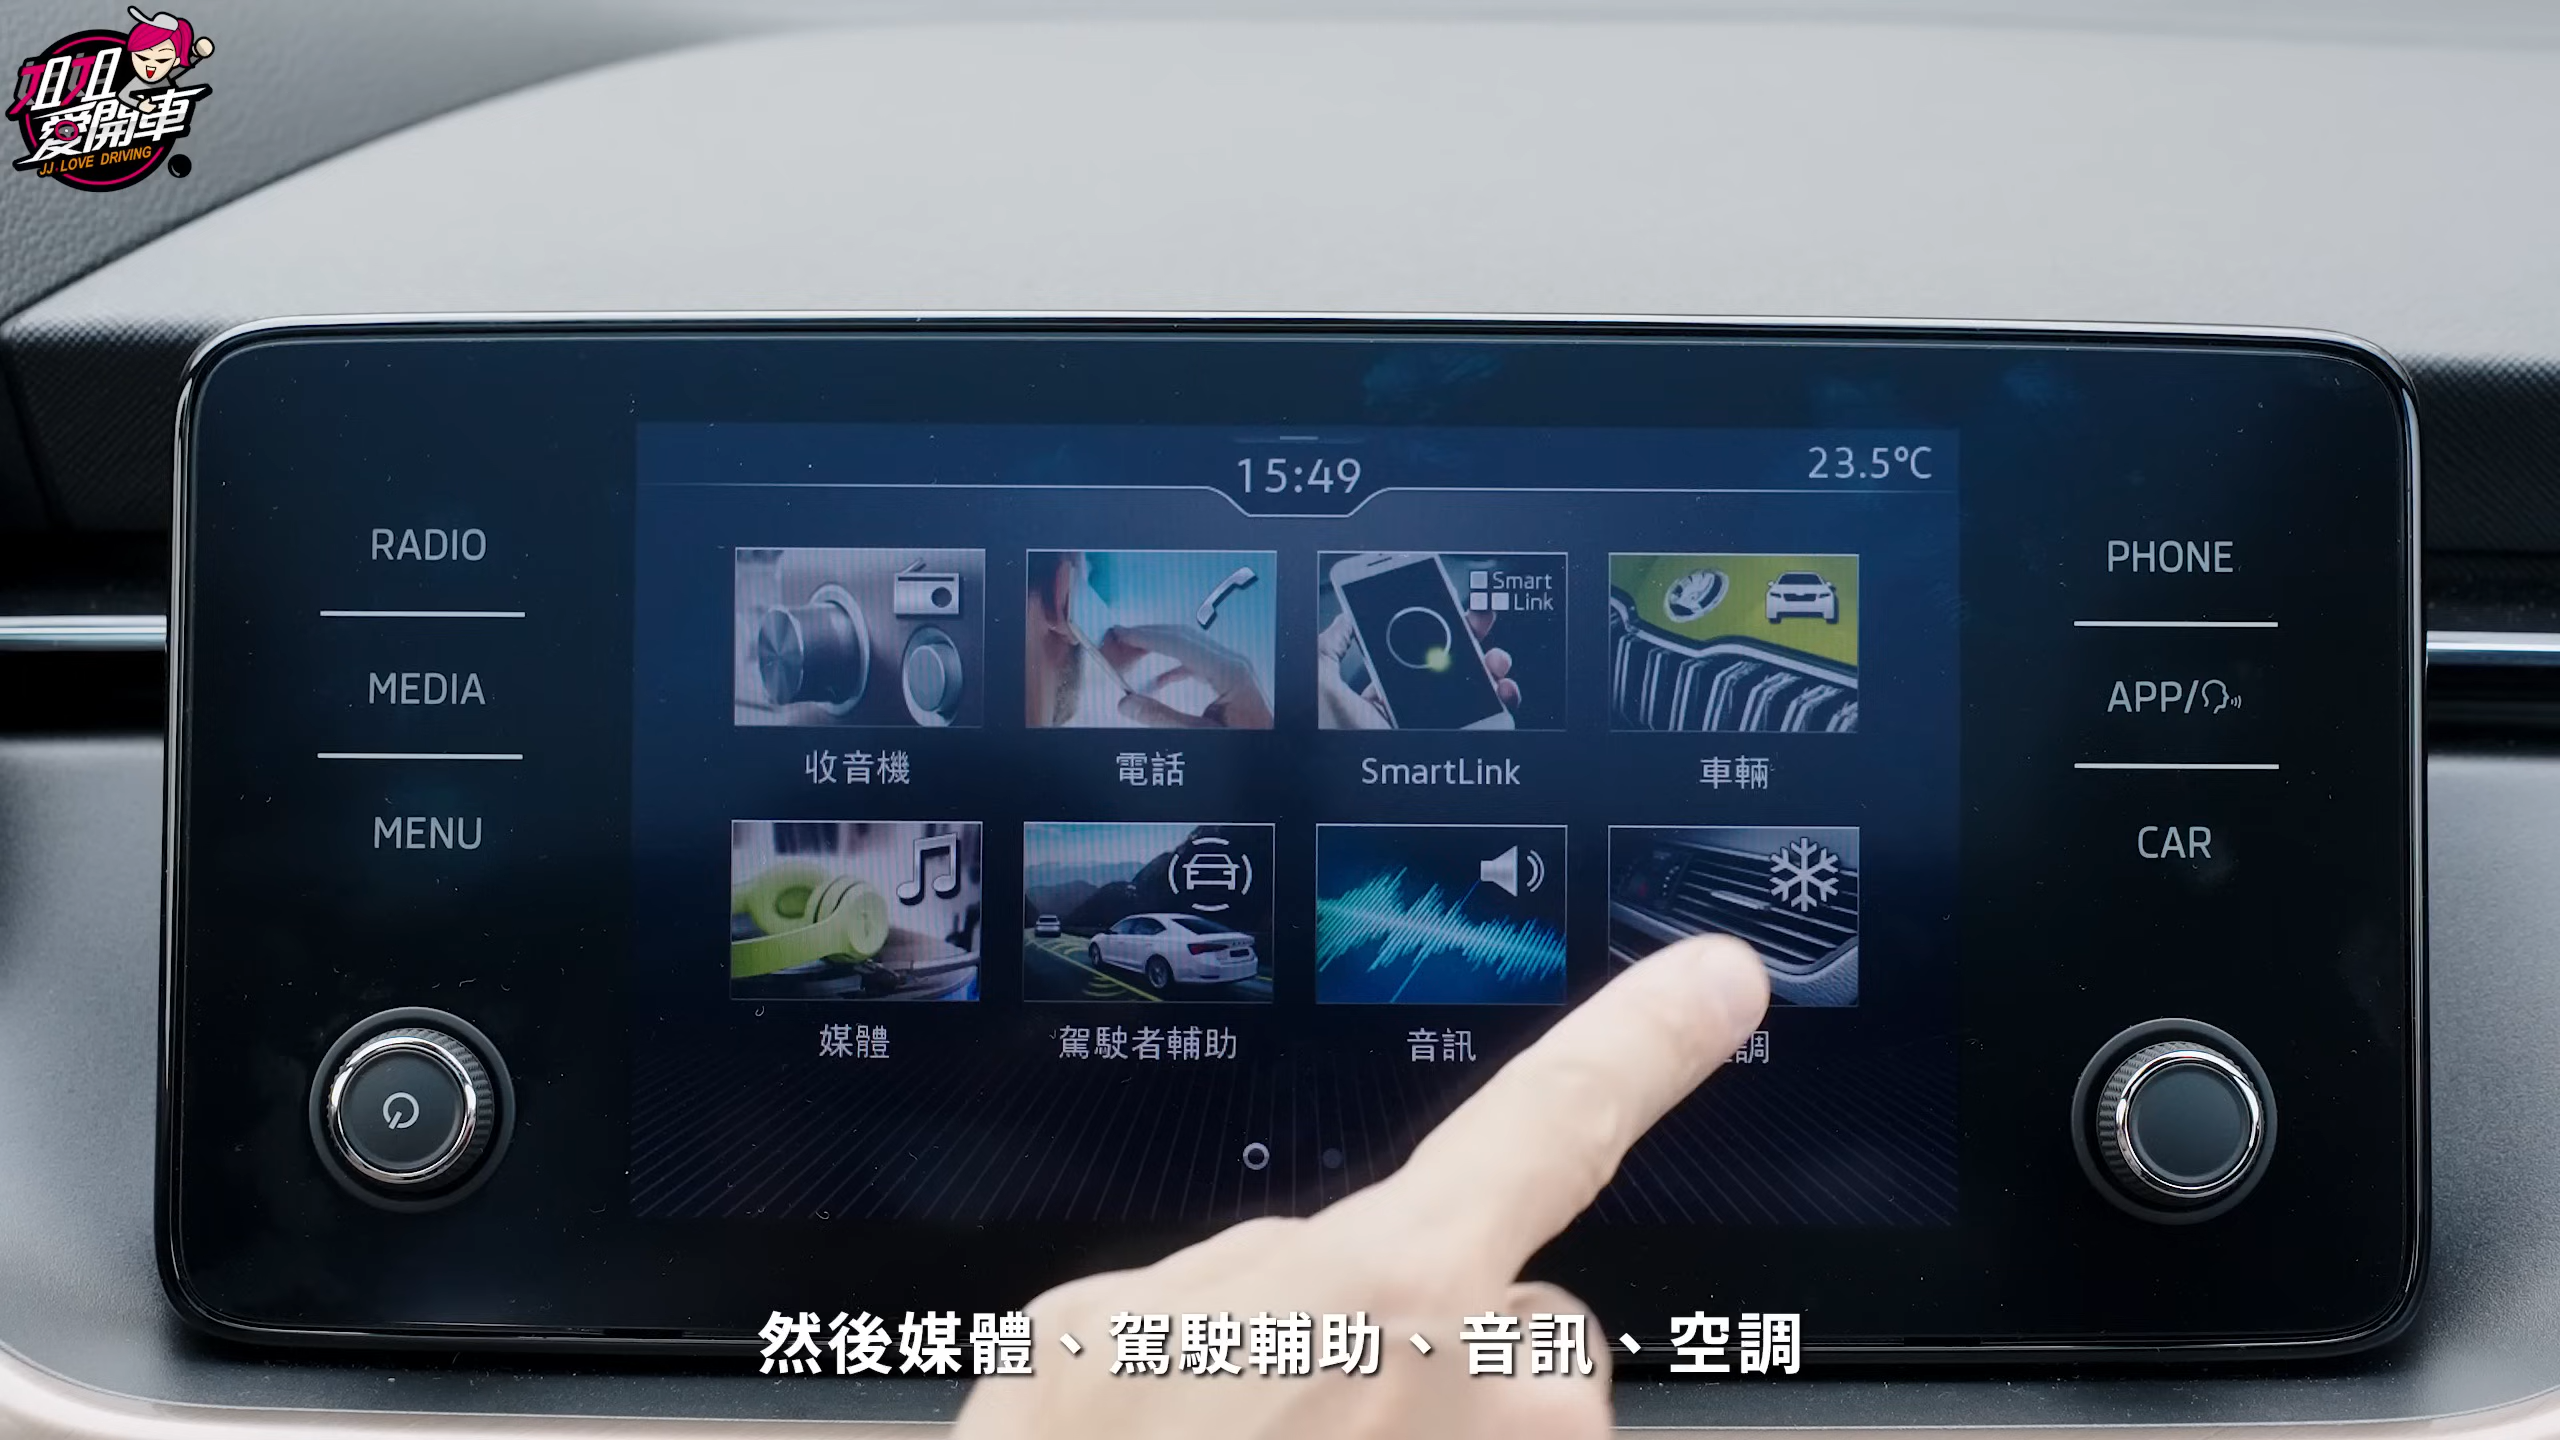 姐姐
愛開車
JJ LOVE DRIVING
15:49
23.5°C
RADIO
MEDIA
MENU
PHONE
APP/
CAR
Smart
Link
收音機
電話
SmartLink
車輛
媒體
駕駛者輔助
音訊
調
然後媒體、駕駛輔助、音訊、空調